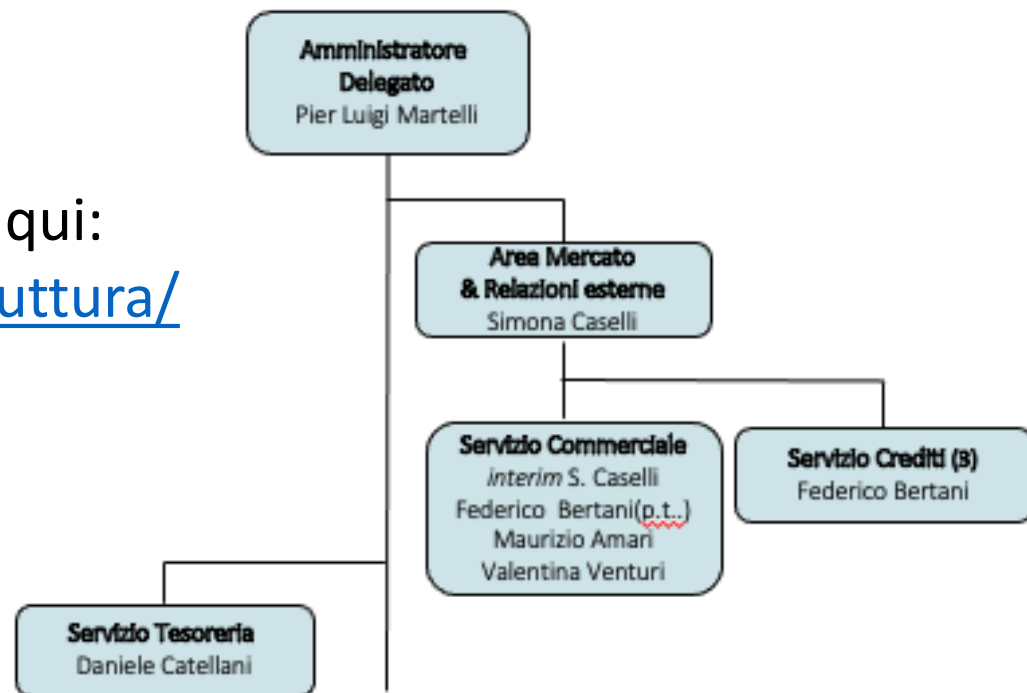 Amministratore
Delegato
Pier Luigi Martelli
qui:
uttura/
Area Mercato
& Relazioni esterne
Simona Caselli
Servizio Commerciale
interim S. Caselli
Federico Bertani(p.t..)
Maurizio Amari
Valentina Venturi
Servizio Crediti (3)
Federico Bertani
Servizio Tesoreria
Daniele Catellani